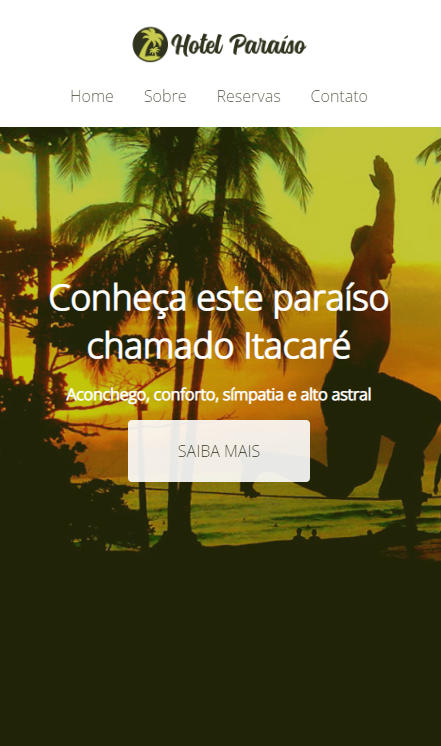 Hotel Paraíso
Home Sobre Reservas Contato
Conheça este paraíso
chamado Itacaré
Aconchego, conforto, símpatia e alto astral
SAIBA MAIS